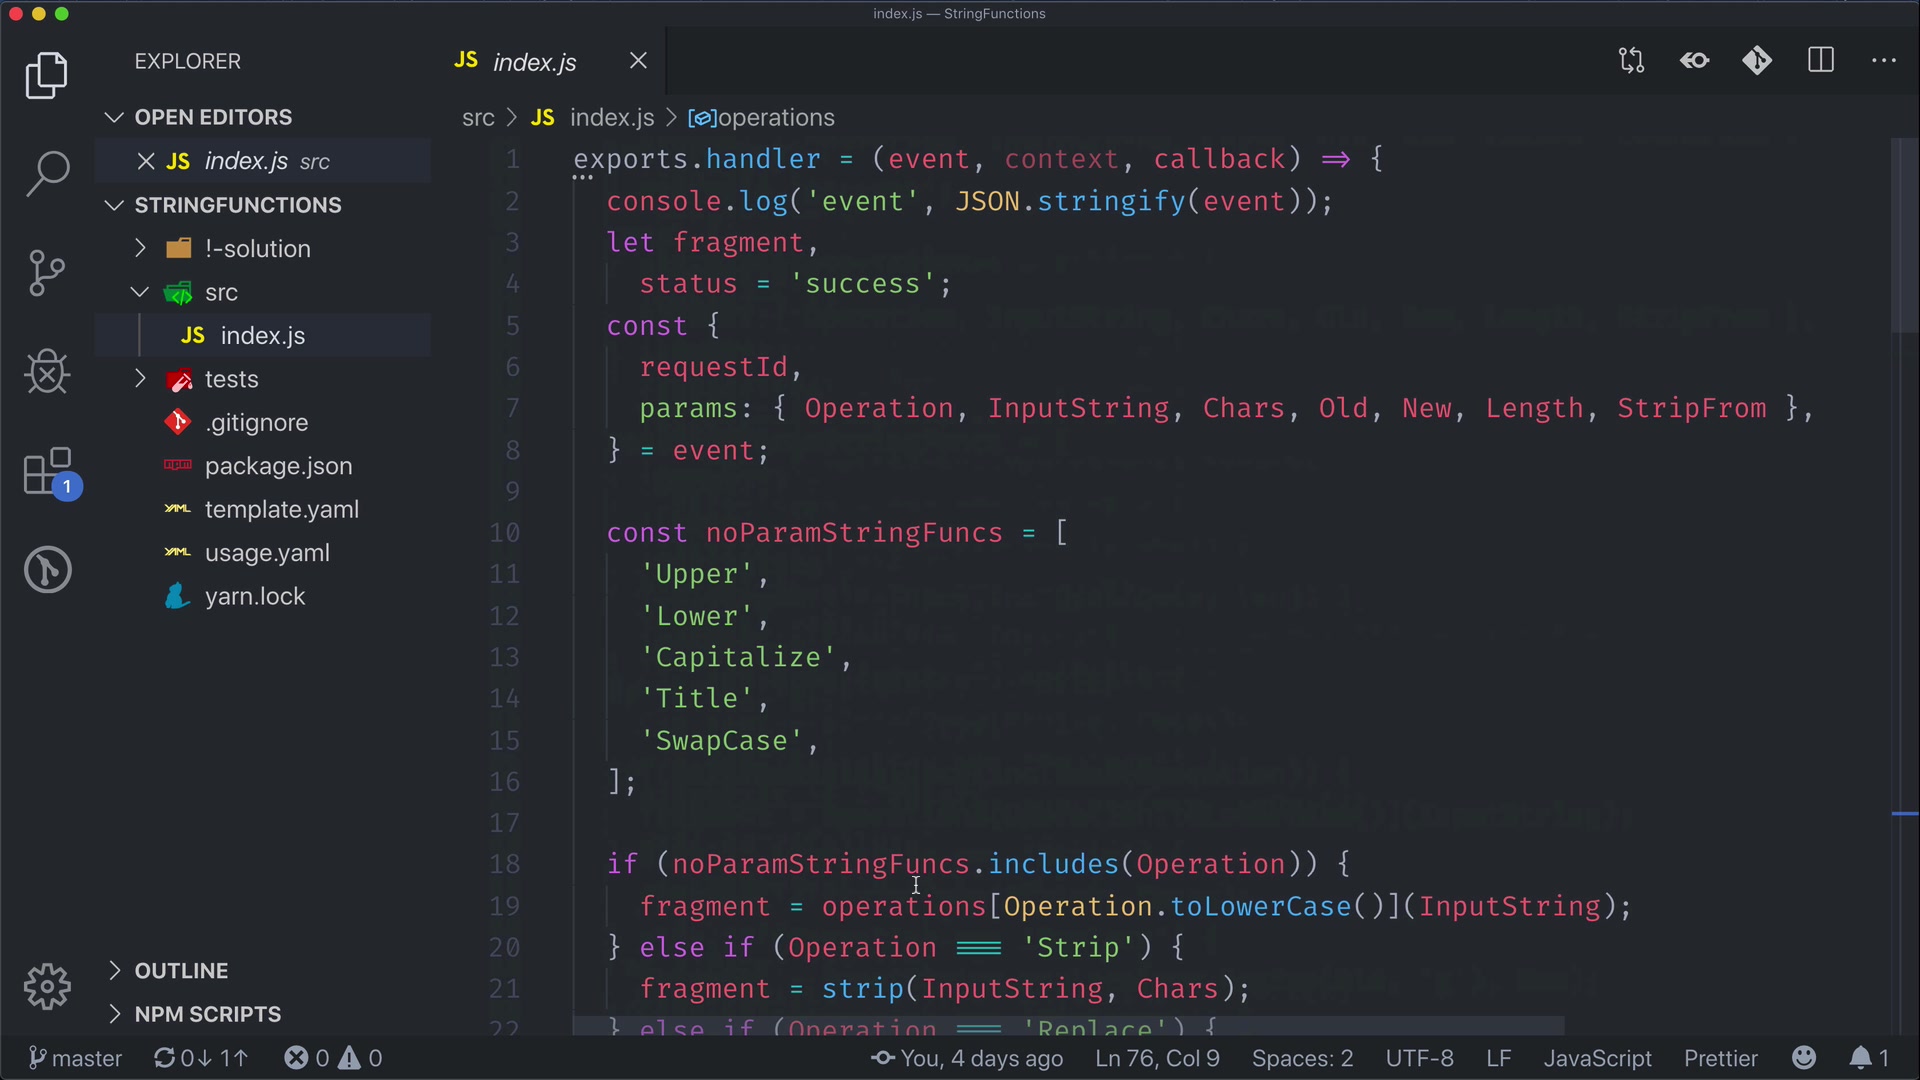 index.js — StringFunctions
EXPLORER
OPEN EDITORS
JS index.js src
STRINGFUNCTIONS
!-solution
src
JS index.js
tests
.gitignore
package.json
template.yaml
usage.yaml
yarn.lock
OUTLINE
NPM SCRIPTS
1
JS index.js
src > JS index.js > operations
1 exports.handler = (event, context, callback) => {
2 console.log('event', JSON.stringify(event));
3 let fragment,
4 status = 'success';
5 const {
6 requestId,
7 params: { Operation, InputString, Chars, Old, New, Length, StripFrom },
8 } = event;
9
10 const noParamStringFuncs = [
11 'Upper',
12 'Lower',
13 'Capitalize',
14 'Title',
15 'SwapCase',
16 ];
17
18 if (noParamStringFuncs.includes(Operation)) {
19 fragment = operations[Operation.toLowerCase()](InputString);
20 } else if (Operation === 'Strip') {
21 fragment = strip(InputString, Chars);
22 } else if (Operation === 'Replace') {
master 0↓ 1↑ 0 0 You, 4 days ago Ln 76, Col 9 Spaces: 2 UTF-8 LF JavaScript Prettier 1